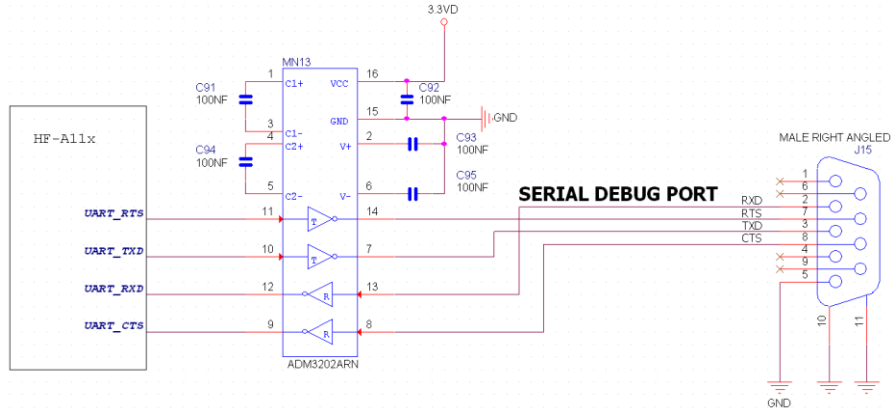 3.3VD
MN13
1 C1+ VCC 16
C91
100NF
C92
100NF
3 C1- GND 15
GND
4 C2+ V+ 2
C93
100NF
C94
100NF
5 C2- V- 6
C95
100NF
HF-A11x
SERIAL DEBUG PORT
MALE RIGHT ANGLED
J15
UART_RTS 11 T 14
UART_TXD 10 T 7
UART_RXD 12 R 13
UART_CTS 9 R 8
ADM3202ARN
1
6
RXD 2
RTS 7
TXD 3
CTS 8
4
9
5
10
11
GND